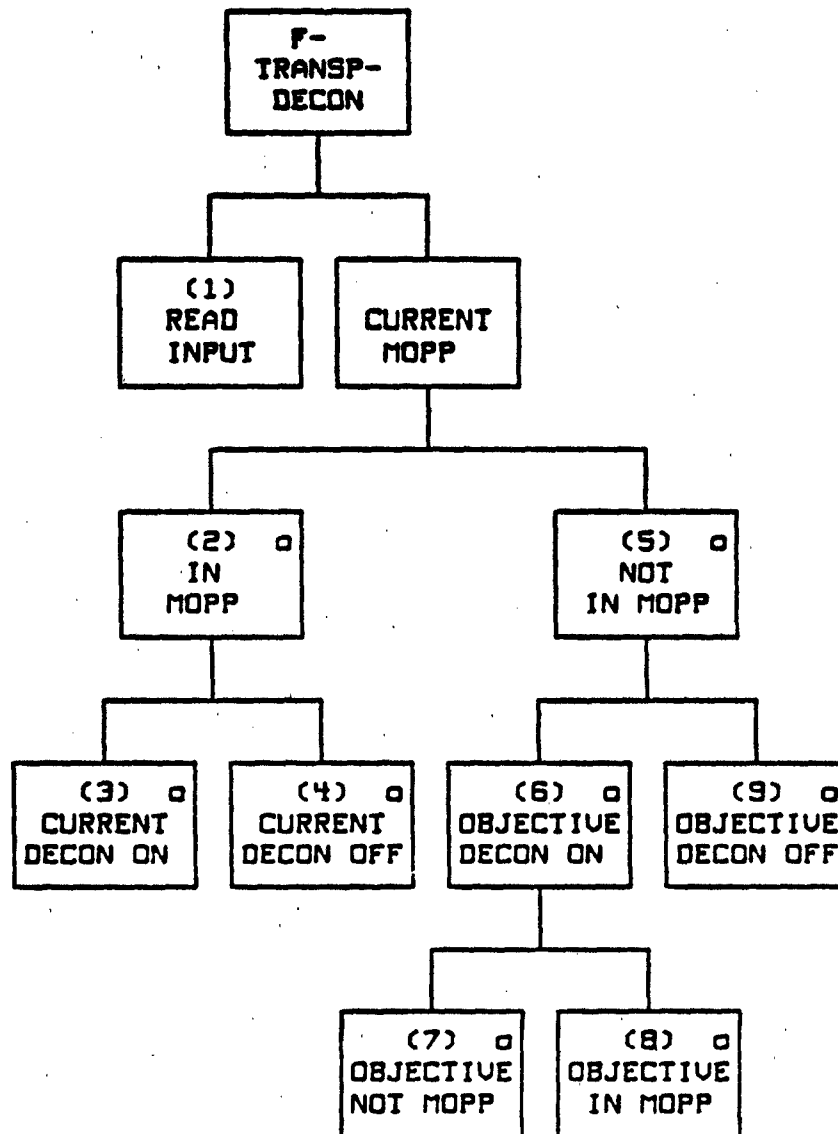 F-
TRANSP-
DECON
(1)
READ
INPUT
CURRENT
MOPP
(2) o
IN
MOPP
(5) o
NOT
IN MOPP
(3) o
CURRENT
DECON ON
(4) o
CURRENT
DECON OFF
(6) o
OBJECTIVE
DECON ON
(9) o
OBJECTIVE
DECON OFF
(7) o
OBJECTIVE
NOT MOPP
(8) o
OBJECTIVE
IN MOPP